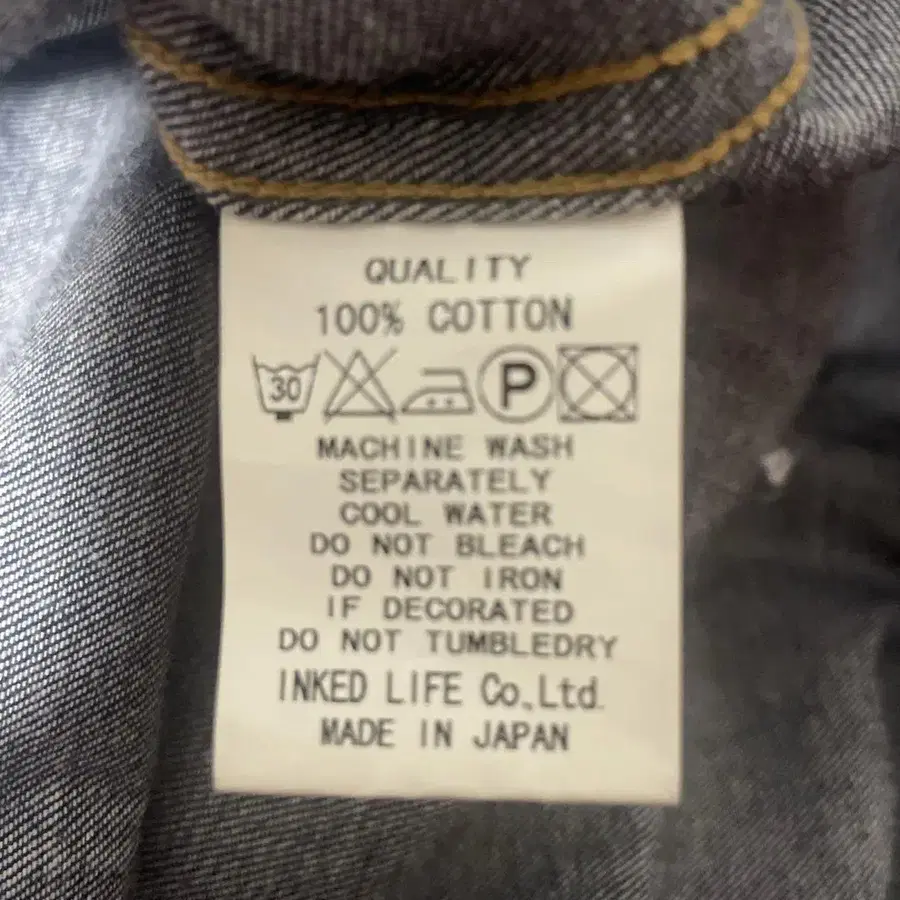 QUALITY
100% COTTON
30 P
MACHINE WASH
SEPARATELY
COOL WATER
DO NOT BLEACH
DO NOT IRON
IF DECORATED
DO NOT TUMBLEDRY
INKED LIFE Co.,Ltd.
MADE IN JAPAN